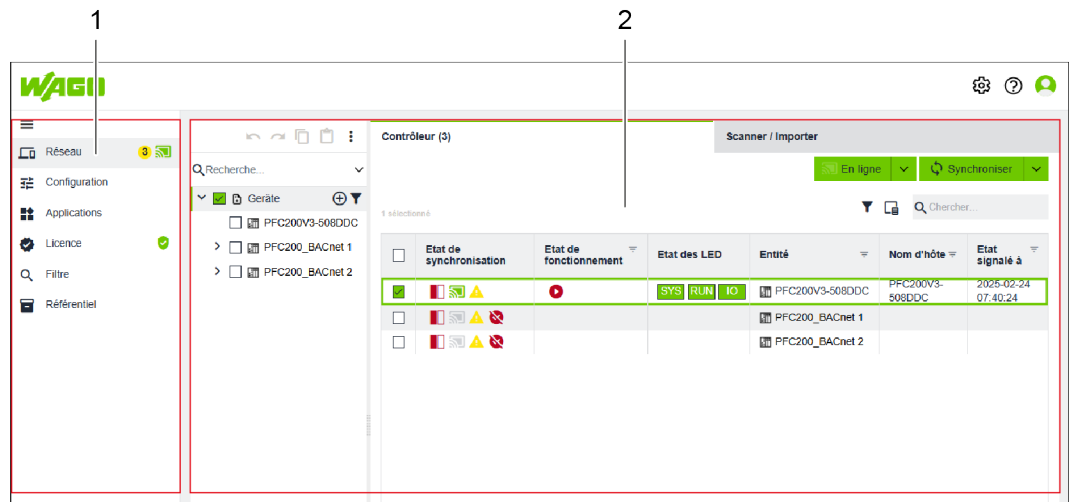 1 2
WAGO
Réseau 3
Configuration
Applications
Licence
Filtre
Référentiel
Recherche...
Geräte
PFC200V3-508DDC
PFC200_BACnet 1
PFC200_BACnet 2
Contrôleur (3) Scanner / Importer
En ligne Synchroniser
1 sélectionné
Chercher...
Etat de synchronisation Etat de fonctionnement Etat des LED Entité Nom d'hôte Etat signalé à
SYS RUN IO PFC200V3-508DDC PFC200V3-508DDC 2025-02-24 07:40:24
PFC200_BACnet 1
PFC200_BACnet 2